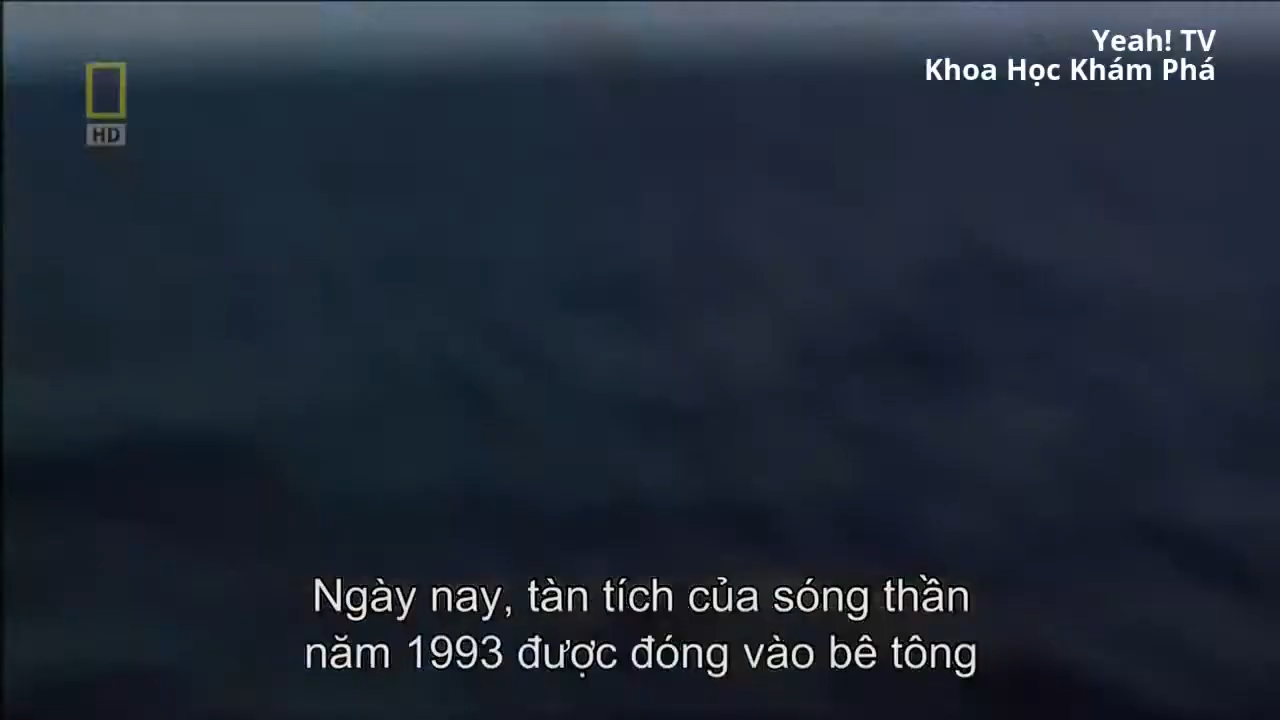 Yeah! TV
Khoa Học Khám Phá
HD
Ngày nay, tàn tích của sóng thần
năm 1993 được đóng vào bê tông